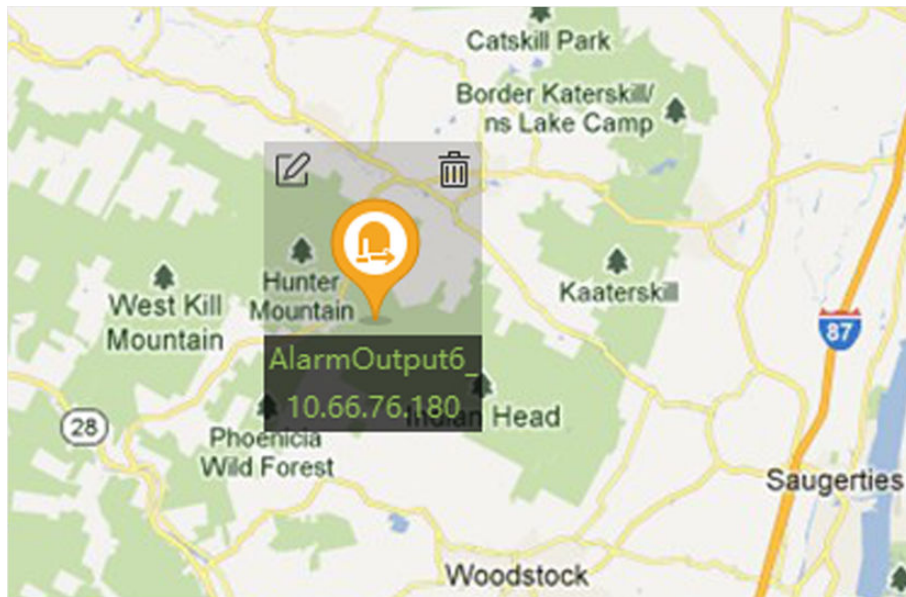 Catskill Park
Border Katerskill/
ns Lake Camp
Hunter
Mountain
Kaaterskill
West Kill
Mountain
87
AlarmOutput6_
10.66.76.180
Indian Head
28
Phoenicia
Wild Forest
Saugerties
Woodstock